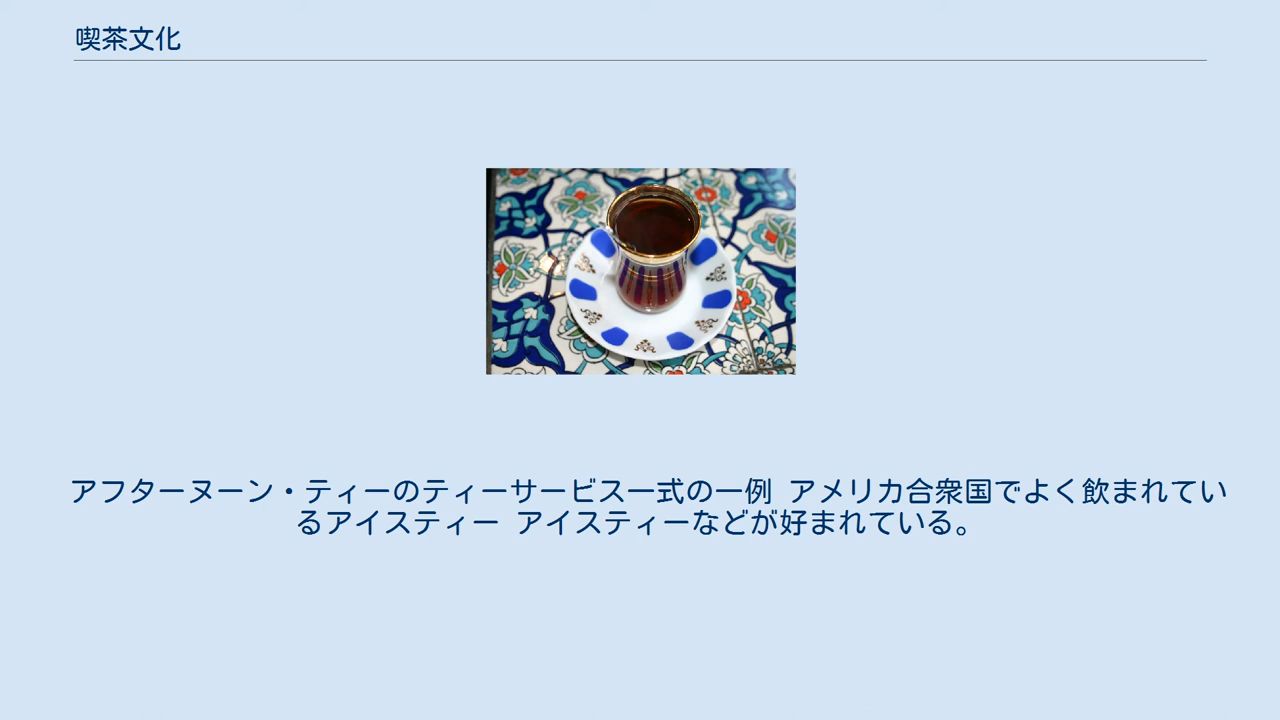 喫茶文化
アフターヌーン・ティーのティーサービス一式の一例 アメリカ合衆国でよく飲まれてい
るアイスティー アイスティーなどが好まれている。